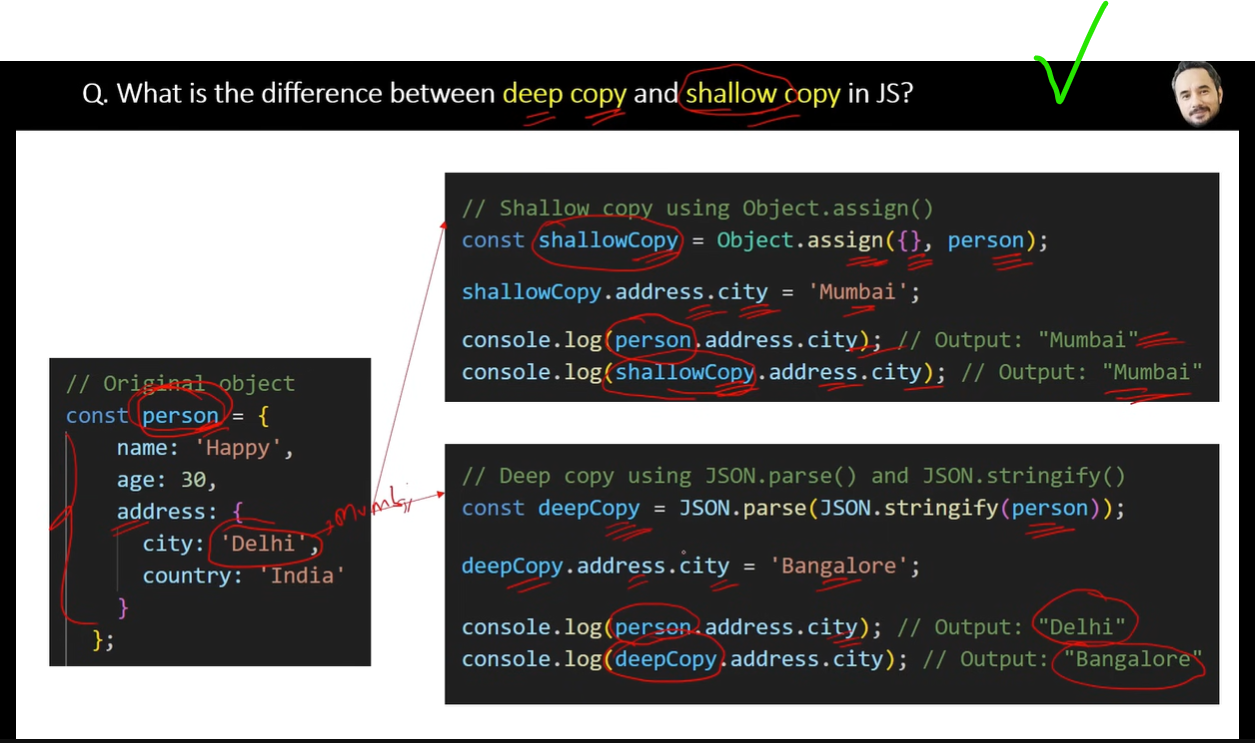 Q. What is the difference between deep copy and shallow copy in JS?
// Original object
const person = {
name: 'Happy',
age: 30,
address: {
city: 'Delhi',
country: 'India'
}
};
// Shallow copy using Object.assign()
const shallowCopy = Object.assign({}, person);
shallowCopy.address.city = 'Mumbai';
console.log(person.address.city); // Output: "Mumbai"
console.log(shallowCopy.address.city); // Output: "Mumbai"
// Deep copy using JSON.parse() and JSON.stringify()
const deepCopy = JSON.parse(JSON.stringify(person));
deepCopy.address.city = 'Bangalore';
console.log(person.address.city); // Output: "Delhi"
console.log(deepCopy.address.city); // Output: "Bangalore"